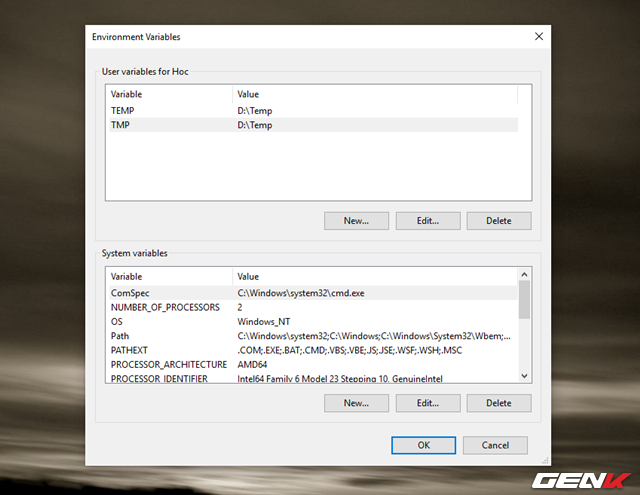 Environment Variables
User variables for Hoc
Variable Value
TEMP D:\Temp
TMP D:\Temp
New... Edit... Delete
System variables
Variable Value
ComSpec C:\Windows\system32\cmd.exe
NUMBER_OF_PROCESSORS 2
OS Windows_NT
Path C:\Windows\system32;C:\Windows;C:\Windows\System32\Wbem;...
PATHEXT .COM;.EXE;.BAT;.CMD;.VBS;.VBE;.JS;.JSE;.WSF;.WSH;.MSC
PROCESSOR_ARCHITECTURE AMD64
PROCESSOR_IDENTIFIER Intel64 Family 6 Model 23 Stepping 10, GenuineIntel
New... Edit... Delete
OK Cancel
GENK